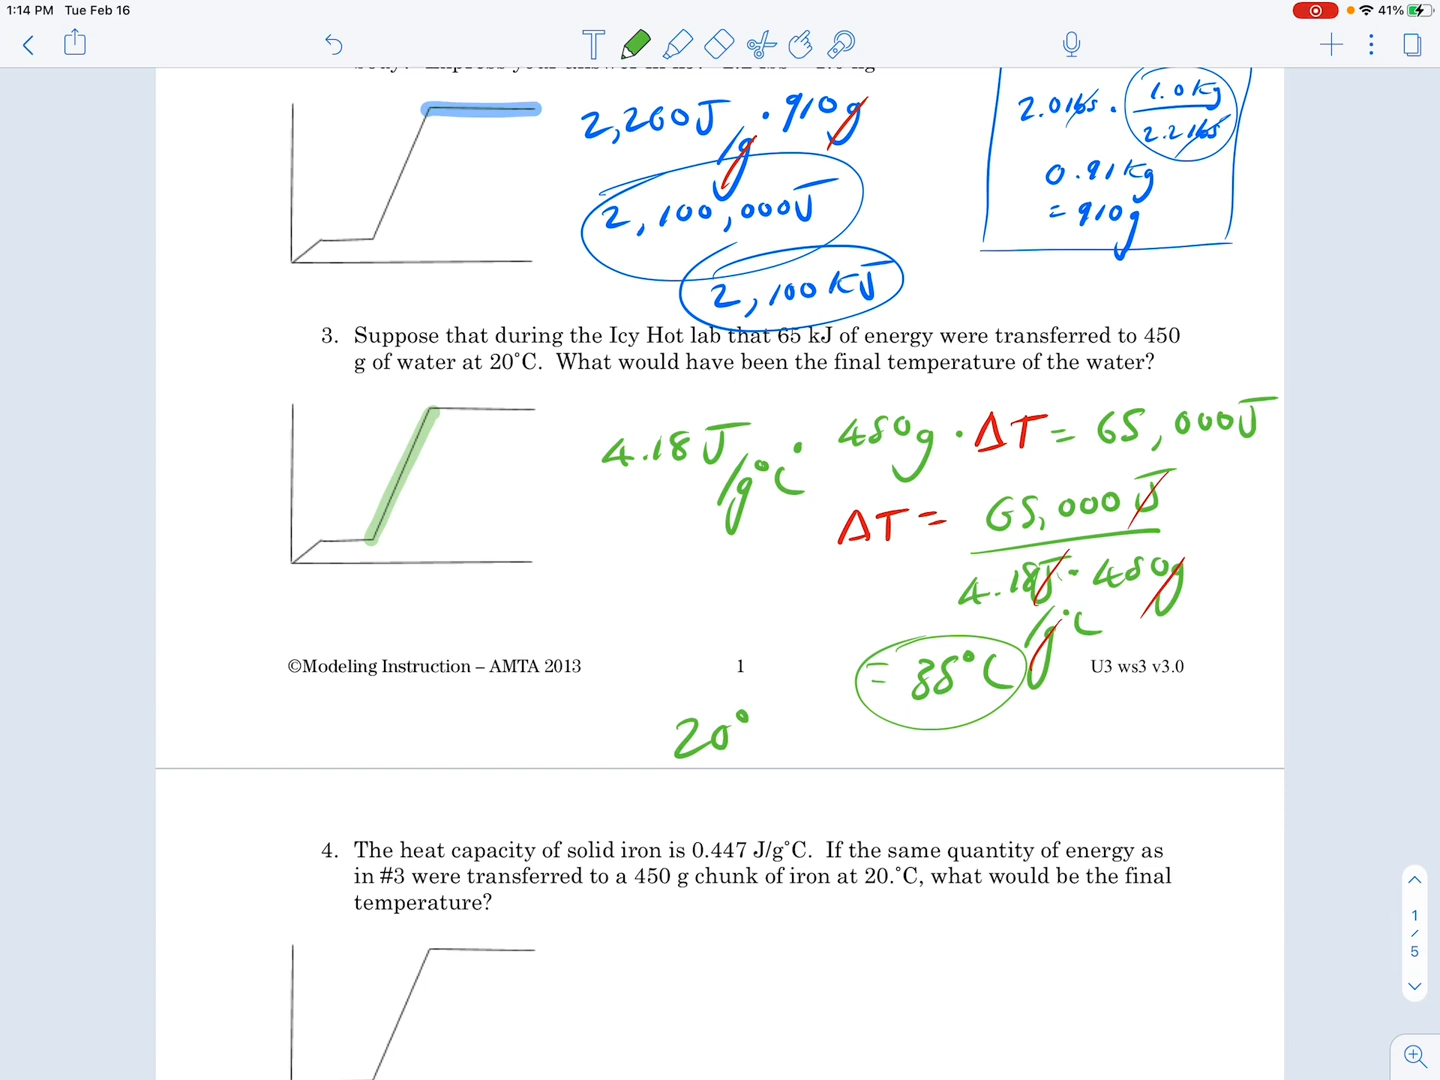 1:14 PM Tue Feb 16
41%
2,260J/g · 910g
2,100,000J
2,100 kJ
2.0 lbs · 1.0 kg / 2.2 lbs
0.91 kg
= 910g
3. Suppose that during the Icy Hot lab that 65 kJ of energy were transferred to 450
g of water at 20˚C. What would have been the final temperature of the water?
4.18 J/g°C · 450g · ΔT = 65,000J
ΔT = 65,000 J
4.18J · 450g
/g°C
= 35°C
©Modeling Instruction – AMTA 2013
1
U3 ws3 v3.0
20°
4. The heat capacity of solid iron is 0.447 J/g˚C. If the same quantity of energy as
in #3 were transferred to a 450 g chunk of iron at 20.˚C, what would be the final
temperature?
1
/
5